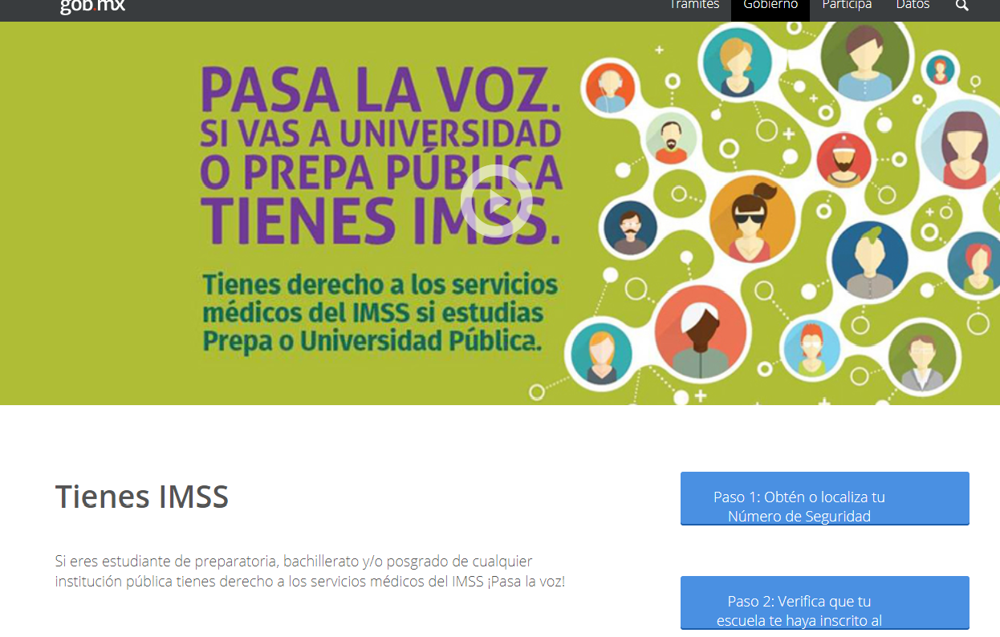 gob.mx
Trámites Gobierno Participa Datos
PASA LA VOZ.
SI VAS A UNIVERSIDAD
O PREPA PÚBLICA
TIENES IMSS.
Tienes derecho a los servicios
médicos del IMSS si estudias
Prepa o Universidad Pública.
Tienes IMSS
Si eres estudiante de preparatoria, bachillerato y/o posgrado de cualquier
institución pública tienes derecho a los servicios médicos del IMSS ¡Pasa la voz!
Paso 1: Obtén o localiza tu
Número de Seguridad
Paso 2: Verifica que tu
escuela te haya inscrito al